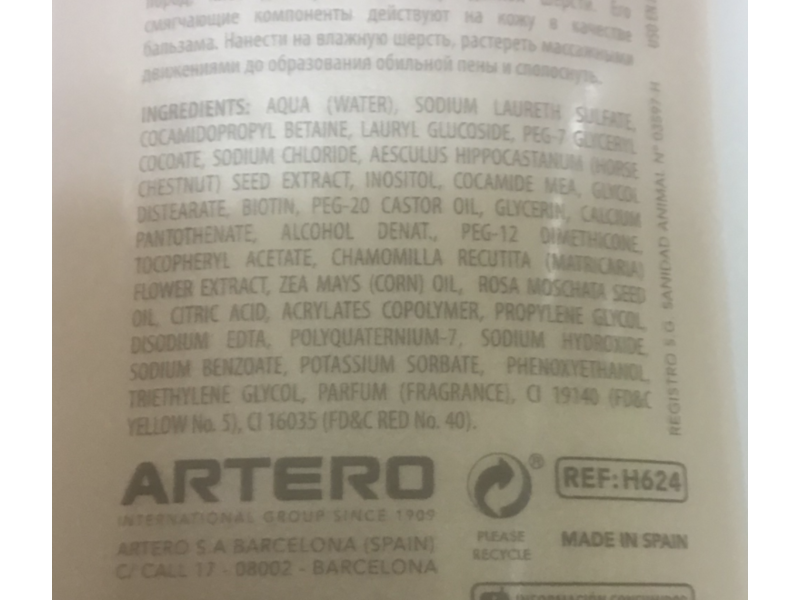 смягчающие компоненты действуют на кожу в качестве
бальзама. Нанести на влажную шерсть, растереть массажными
движениями до образования обильной пены и сполоснуть.
INGREDIENTS: AQUA (WATER), SODIUM LAURETH SULFATE,
COCAMIDOPROPYL BETAINE, LAURYL GLUCOSIDE, PEG-7 GLYCERYL
COCOATE, SODIUM CHLORIDE, AESCULUS HIPPOCASTANUM (HORSE
CHESTNUT) SEED EXTRACT, INOSITOL, COCAMIDE MEA, GLYCOL
DISTEARATE, BIOTIN, PEG-20 CASTOR OIL, GLYCERIN, CALCIUM
PANTOTHENATE, ALCOHOL DENAT., PEG-12 DIMETHICONE,
TOCOPHERYL ACETATE, CHAMOMILLA RECUTITA (MATRICARIA)
FLOWER EXTRACT, ZEA MAYS (CORN) OIL, ROSA MOSCHATA SEED
OIL, CITRIC ACID, ACRYLATES COPOLYMER, PROPYLENE GLYCOL,
DISODIUM EDTA, POLYQUATERNIUM-7, SODIUM HYDROXIDE,
SODIUM BENZOATE, POTASSIUM SORBATE, PHENOXYETHANOL,
TRIETHYLENE GLYCOL, PARFUM (FRAGRANCE), CI 19140 (FD&C
YELLOW No. 5), CI 16035 (FD&C RED No. 40).
REGISTRO S.G. SANIDAD ANIMAL Nº 03597-H
ARTERO
INTERNATIONAL GROUP SINCE 1909
ARTERO S.A BARCELONA (SPAIN)
C/ CALL 17 - 08002 - BARCELONA
®
PLEASE
RECYCLE
REF: H624
MADE IN SPAIN
INFORMACIÓN CONSUMIDOR